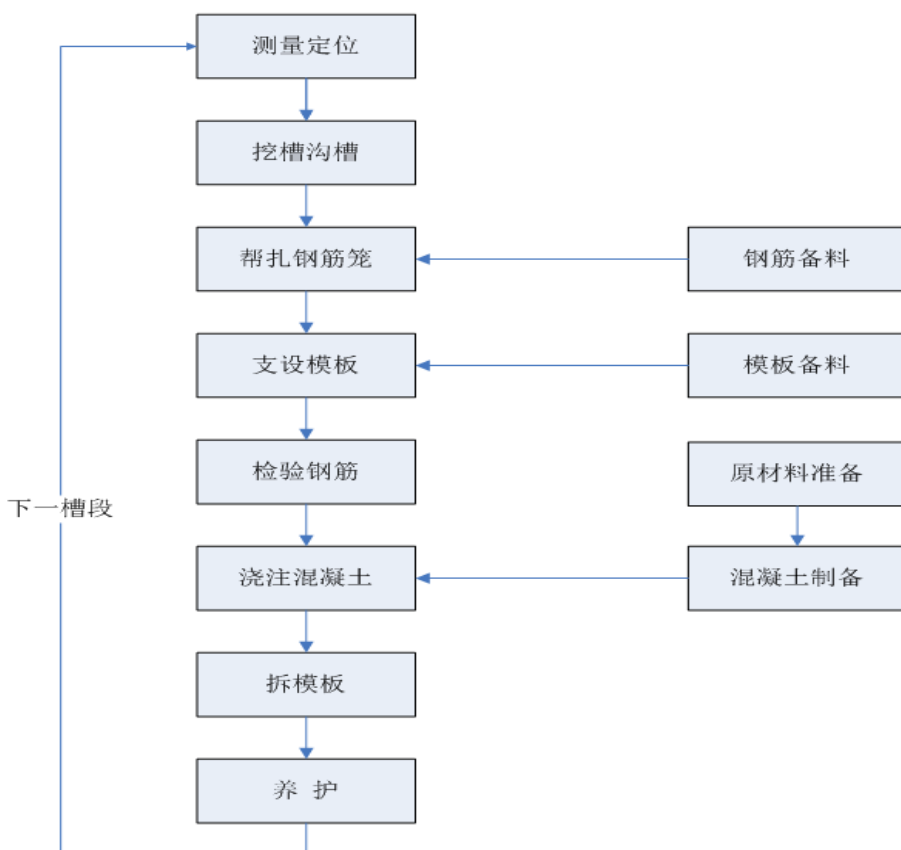 测量定位
挖槽沟槽
帮扎钢筋笼
钢筋备料
支设模板
模板备料
检验钢筋
原材料准备
下一槽段
浇注混凝土
混凝土制备
拆模板
养 护